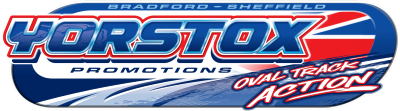 BRADFORD - SHEFFIELD
YORSTOX
PROMOTIONS
OVAL TRACK
ACTION